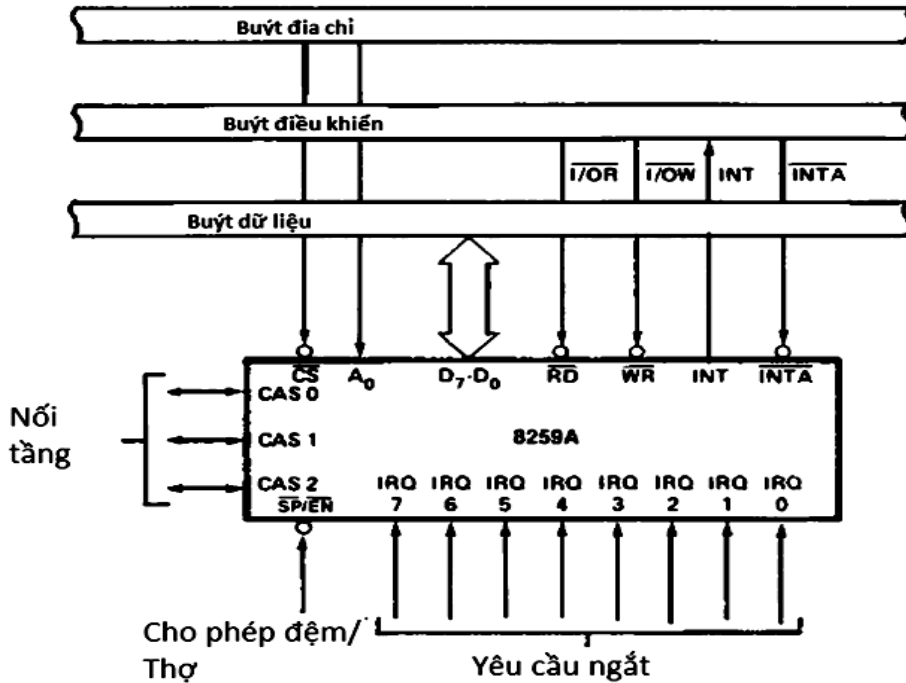 Buýt đia chỉ
Buýt điều khiển
I/OR I/OW INT INTA
Buýt dữ liệu
CS A0 D7-D0 RD WR INT INTA
CAS 0
Nối tầng
CAS 1
8259A
CAS 2
SP/EN
IRQ 7 IRQ 6 IRQ 5 IRQ 4 IRQ 3 IRQ 2 IRQ 1 IRQ 0
Cho phép đệm/
Thợ
Yêu cầu ngắt